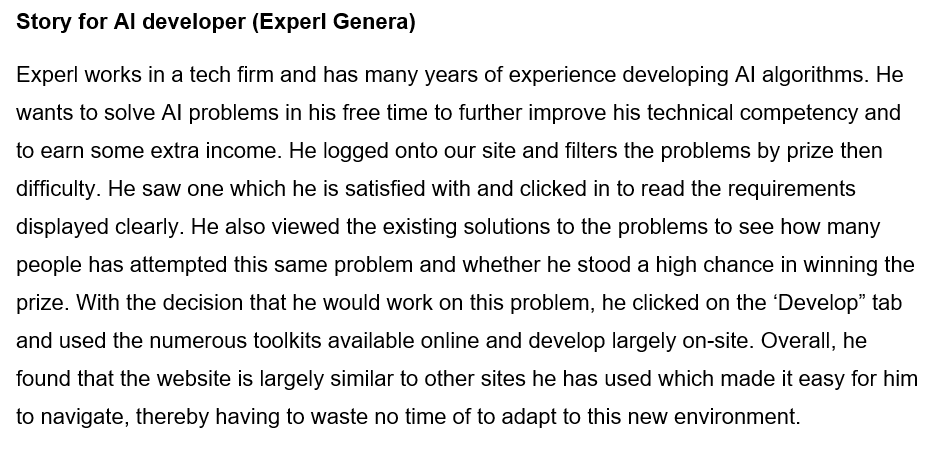 Story for AI developer (Experl Genera)
Experl works in a tech firm and has many years of experience developing AI algorithms. He
wants to solve AI problems in his free time to further improve his technical competency and
to earn some extra income. He logged onto our site and filters the problems by prize then
difficulty. He saw one which he is satisfied with and clicked in to read the requirements
displayed clearly. He also viewed the existing solutions to the problems to see how many
people has attempted this same problem and whether he stood a high chance in winning the
prize. With the decision that he would work on this problem, he clicked on the ‘Develop” tab
and used the numerous toolkits available online and develop largely on-site. Overall, he
found that the website is largely similar to other sites he has used which made it easy for him
to navigate, thereby having to waste no time of to adapt to this new environment.